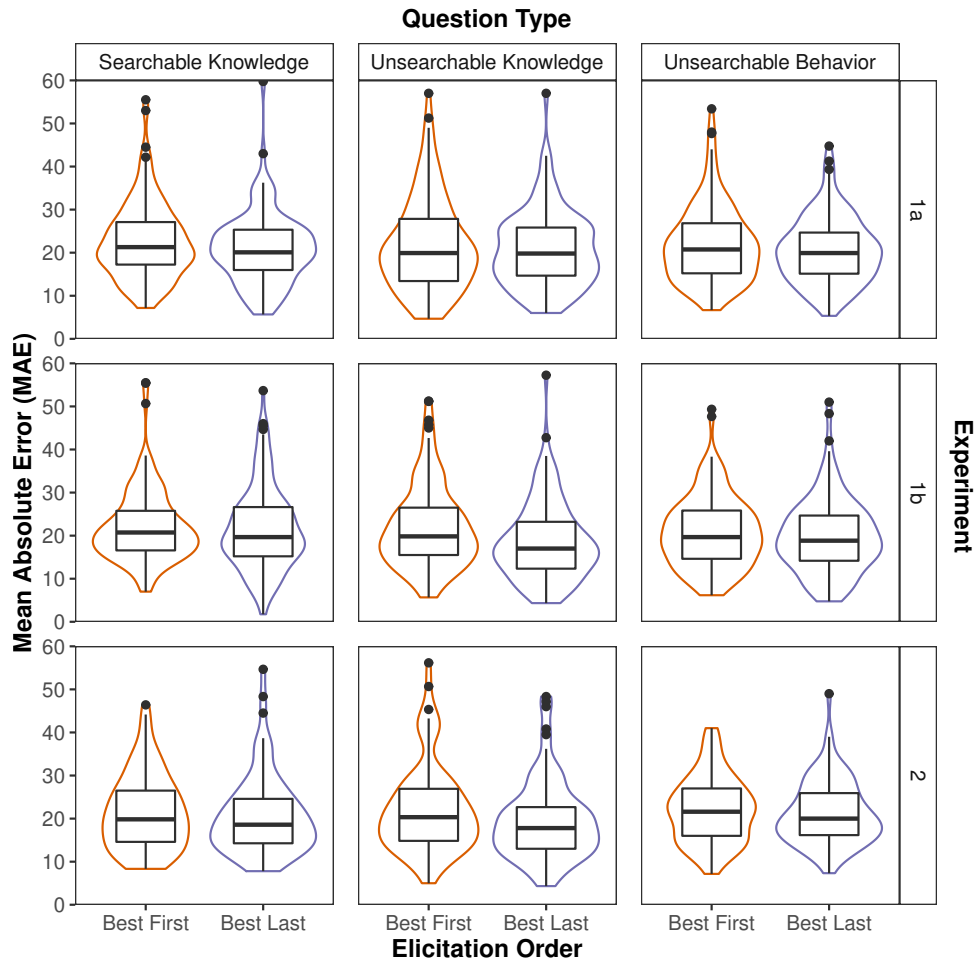 Question Type
Searchable Knowledge
Unsearchable Knowledge
Unsearchable Behavior
60
50
40
30
20
10
0
1a
60
50
40
30
20
10
0
1b
60
50
40
30
20
10
0
2
Mean Absolute Error (MAE)
Experiment
Best First
Best Last
Best First
Best Last
Best First
Best Last
Elicitation Order